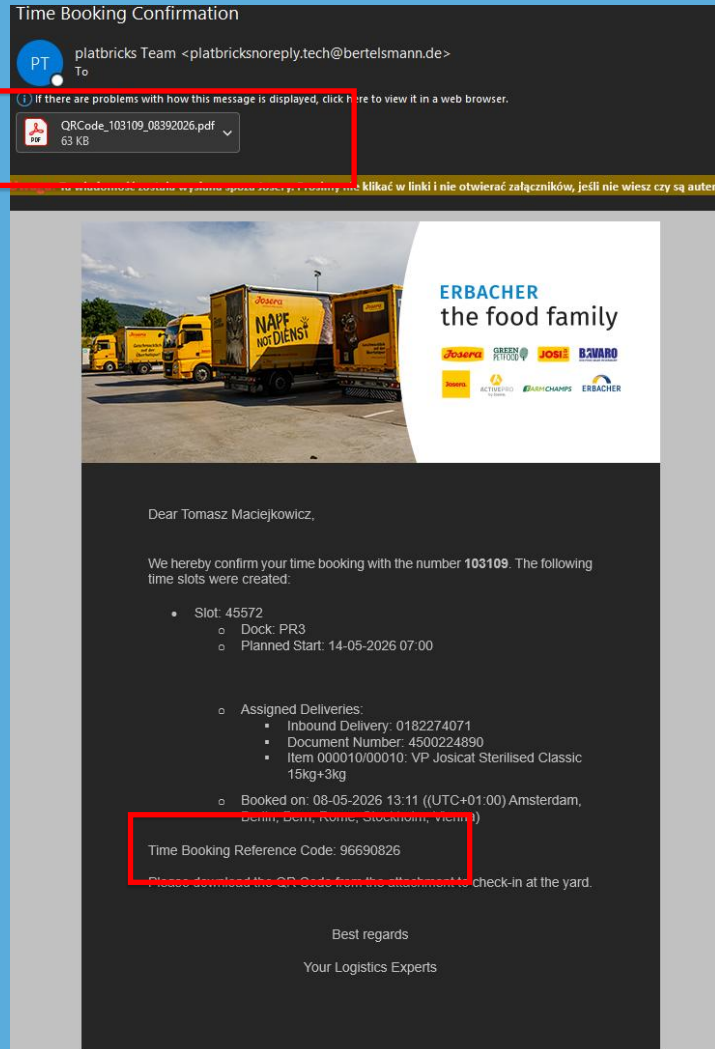 Time Booking Confirmation
PT
platbricks Team <platbricksnoreply.tech@bertelsmann.de>
To
If there are problems with how this message is displayed, click here to view it in a web browser.
PDF
QRCode_103109_08392026.pdf
63 KB
Ta wiadomość została wysłana spoza Josery. Prosimy nie klikać w linki i nie otwierać załączników, jeśli nie wiesz czy są auten
Josera
NAPF
NOT DIENST
ERBACHER
the food family
Josera GREEN PETFOOD JOSI BAVARO
Josera ACTIVEPRO by Josera FARMCHAMPS ERBACHER
Dear Tomasz Maciejkowicz,
We hereby confirm your time booking with the number 103109. The following
time slots were created:
Slot: 45572
Dock: PR3
Planned Start: 14-05-2026 07:00
Assigned Deliveries:
Inbound Delivery: 0182274071
Document Number: 4500224890
Item 000010/00010: VP Josicat Sterilised Classic
15kg+3kg
Booked on: 08-05-2026 13:11 ((UTC+01:00) Amsterdam,
Berlin, Bern, Rome, Stockholm, Vienna)
Time Booking Reference Code: 96690826
Please download the QR Code from the attachment to check-in at the yard.
Best regards
Your Logistics Experts